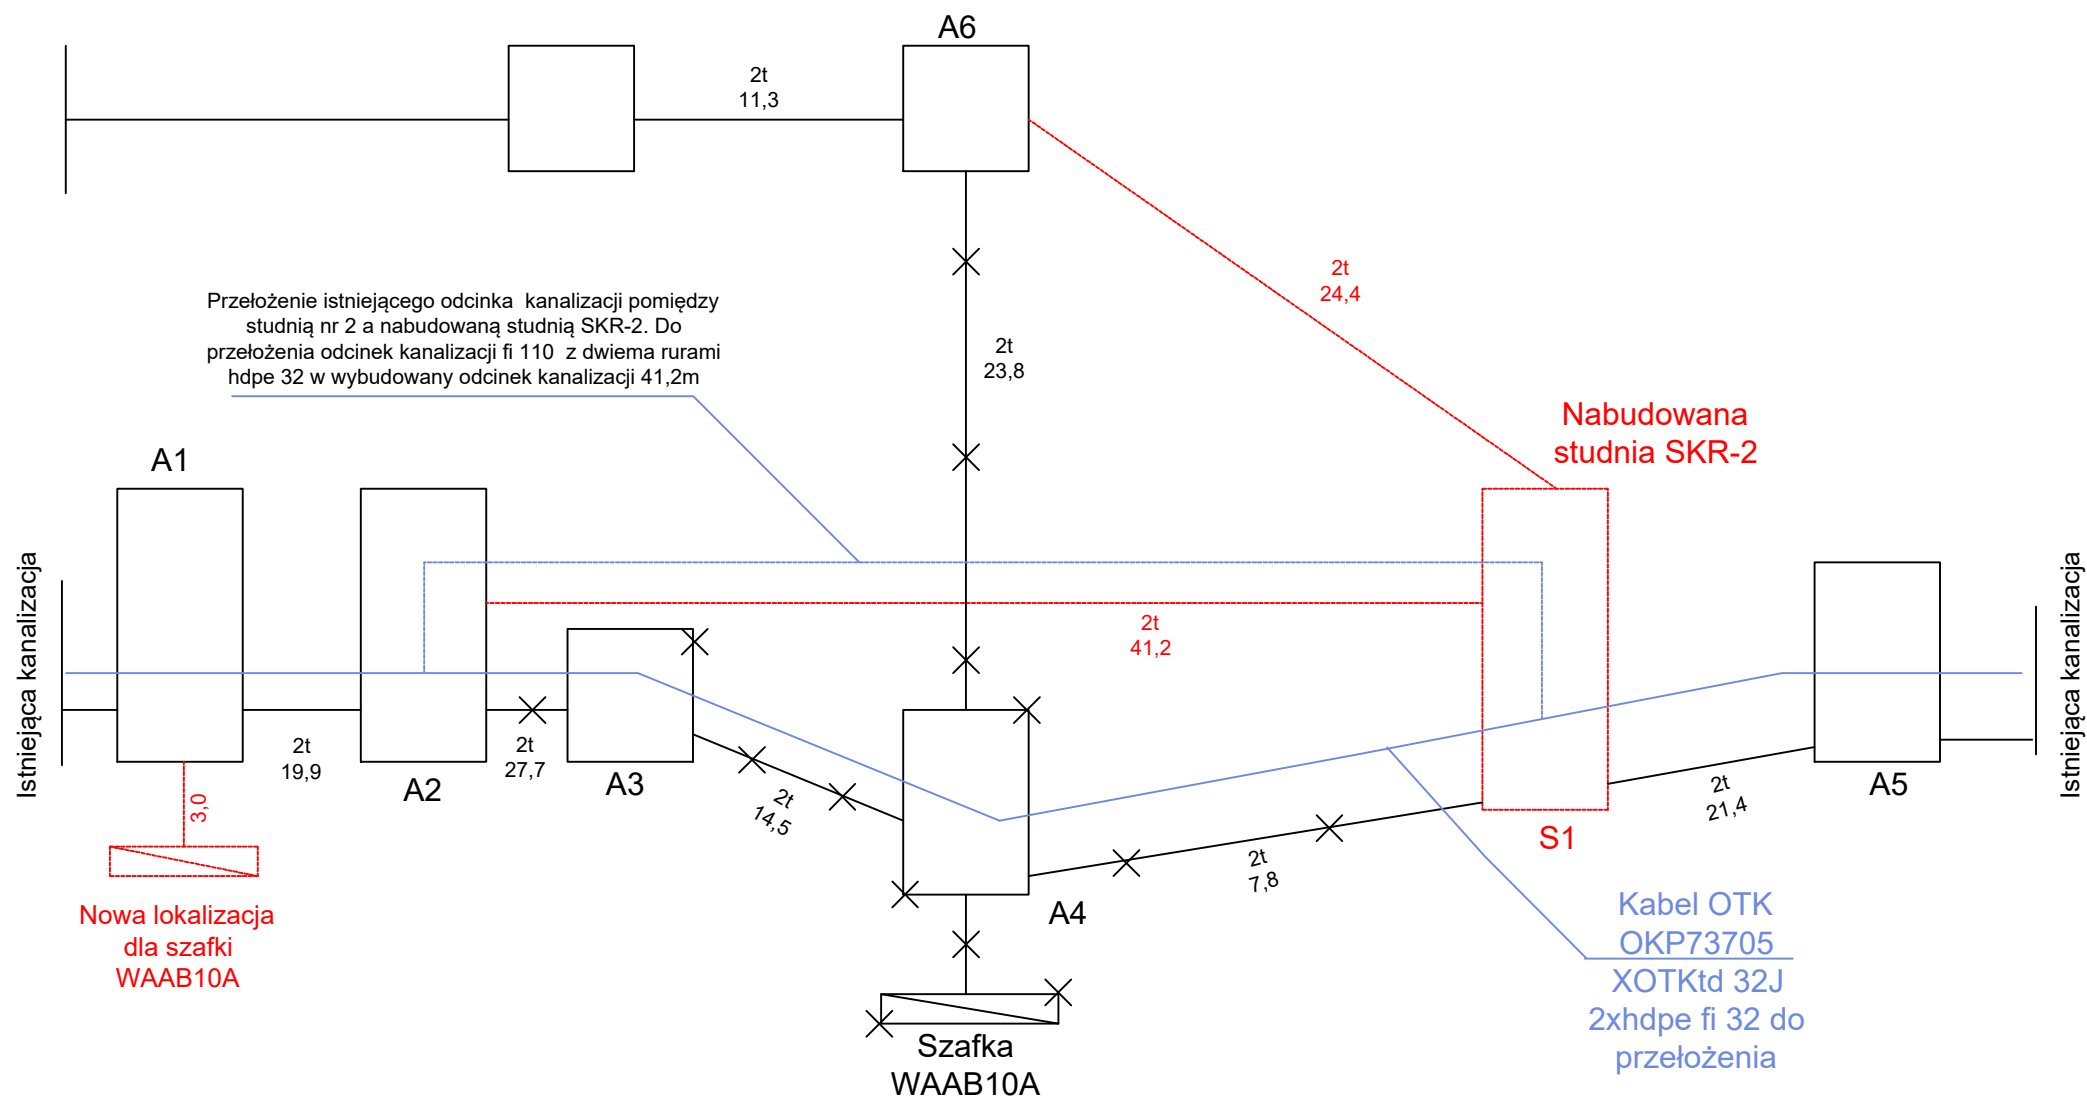 A6
2t
11,3
2t
24,4
Przełożenie istniejącego odcinka kanalizacji pomiędzy
studnią nr 2 a nabudowaną studnią SKR-2. Do
przełożenia odcinek kanalizacji fi 110 z dwiema rurami
hdpe 32 w wybudowany odcinek kanalizacji 41,2m
2t
23,8
Nabudowana
studnia SKR-2
A1
Istniejąca kanalizacja
Istniejąca kanalizacja
2t
41,2
2t
19,9
A2
2t
27,7
A3
2t
14,5
3,0
2t
7,8
S1
2t
21,4
A5
A4
Nowa lokalizacja
dla szafki
WAAB10A
Kabel OTK
OKP73705
XOTKtd 32J
2xhdpe fi 32 do
przełożenia
Szafka
WAAB10A